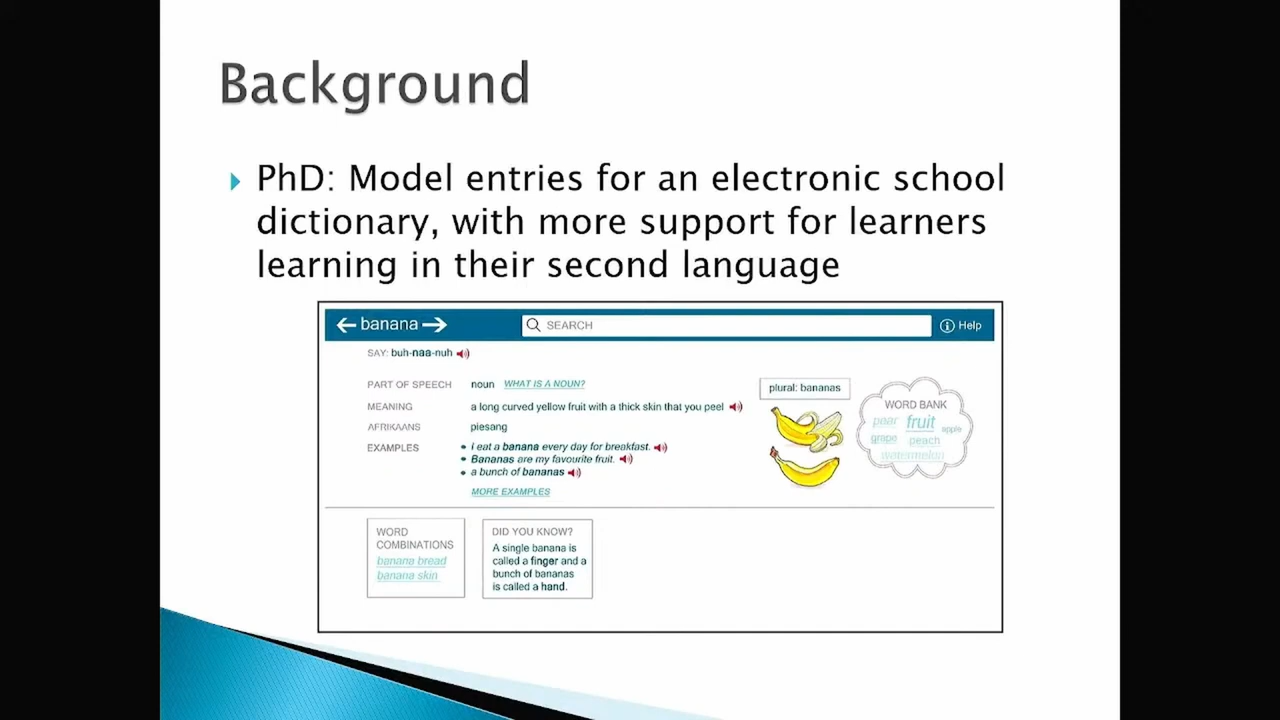 Background
PhD: Model entries for an electronic school
dictionary, with more support for learners
learning in their second language
banana
SEARCH
Help
SAY: buh-naa-nuh
PART OF SPEECH noun WHAT IS A NOUN?
MEANING a long curved yellow fruit with a thick skin that you peel
AFRIKAANS piesang
EXAMPLES • I eat a banana every day for breakfast.
• Bananas are my favourite fruit.
• a bunch of bananas
MORE EXAMPLES
plural: bananas
WORD BANK
pear fruit apple
grape peach
watermelon
WORD
COMBINATIONS
banana bread
banana skin
DID YOU KNOW?
A single banana is
called a finger and a
bunch of bananas
is called a hand.